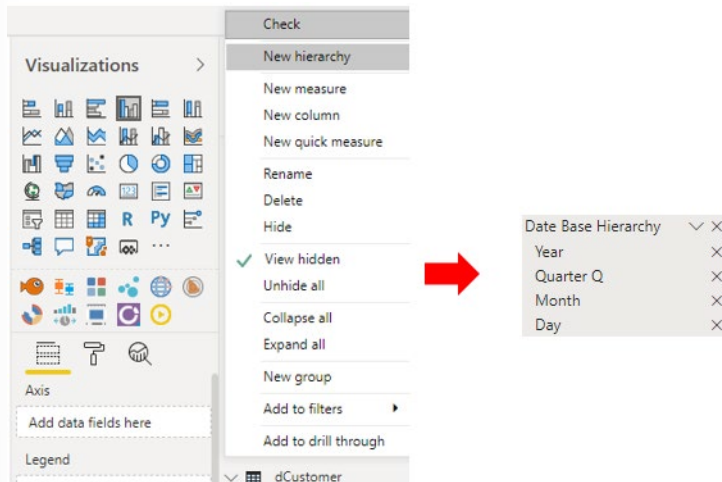 Visualizations
123
R
Py
Axis
Add data fields here
Legend
Check
New hierarchy
New measure
New column
New quick measure
Rename
Delete
Hide
View hidden
Unhide all
Collapse all
Expand all
New group
Add to filters
Add to drill through
dCustomer
Date Base Hierarchy
Year
Quarter Q
Month
Day